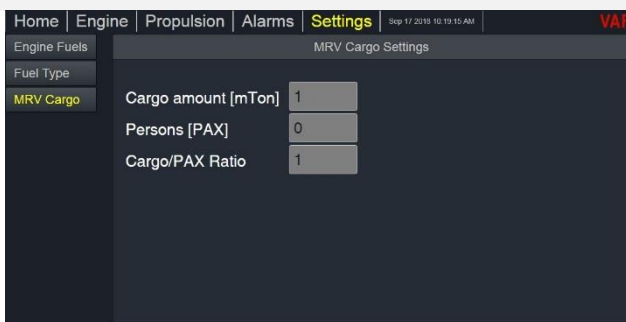 Home Engine Propulsion Alarms Settings Sep 17 2018 10:19:15 AM
Engine Fuels
MRV Cargo Settings
Fuel Type
MRV Cargo
Cargo amount [mTon] 1
Persons [PAX] 0
Cargo/PAX Ratio 1